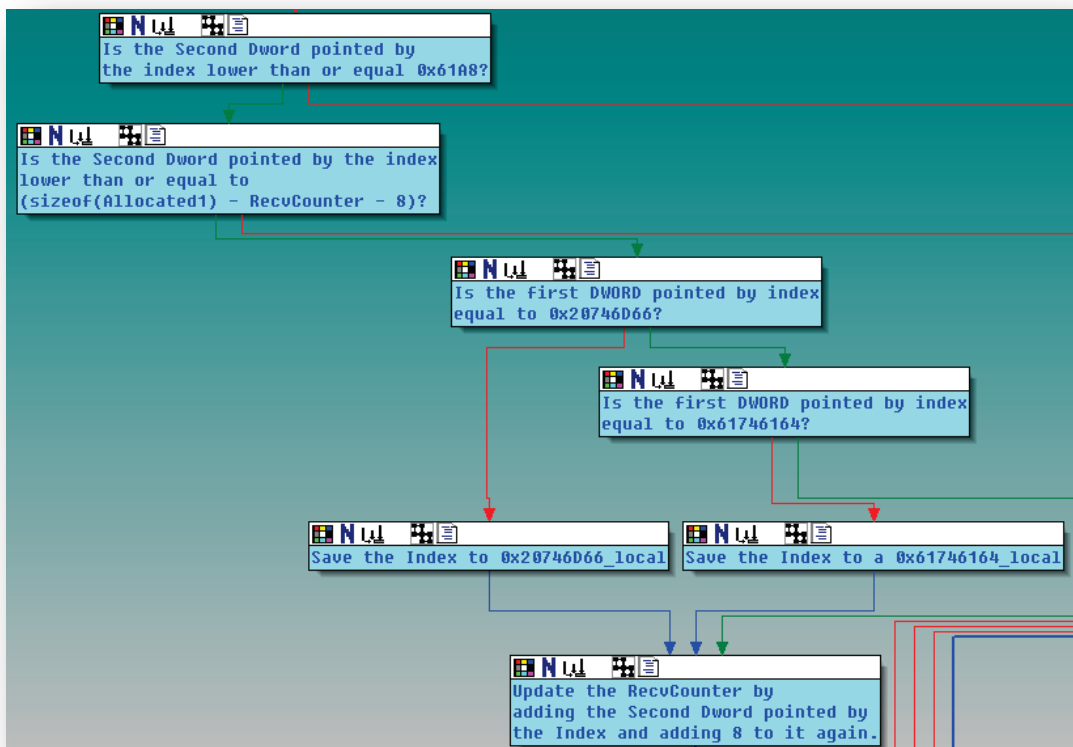 Is the Second Dword pointed by
the index lower than or equal 0x61A8?
Is the Second Dword pointed by the index
lower than or equal to
(sizeof(Allocated1) - RecvCounter - 8)?
Is the first DWORD pointed by index
equal to 0x20746D66?
Is the first DWORD pointed by index
equal to 0x61746164?
Save the Index to 0x20746D66_local
Save the Index to a 0x61746164_local
Update the RecvCounter by
adding the Second Dword pointed by
the Index and adding 8 to it again.